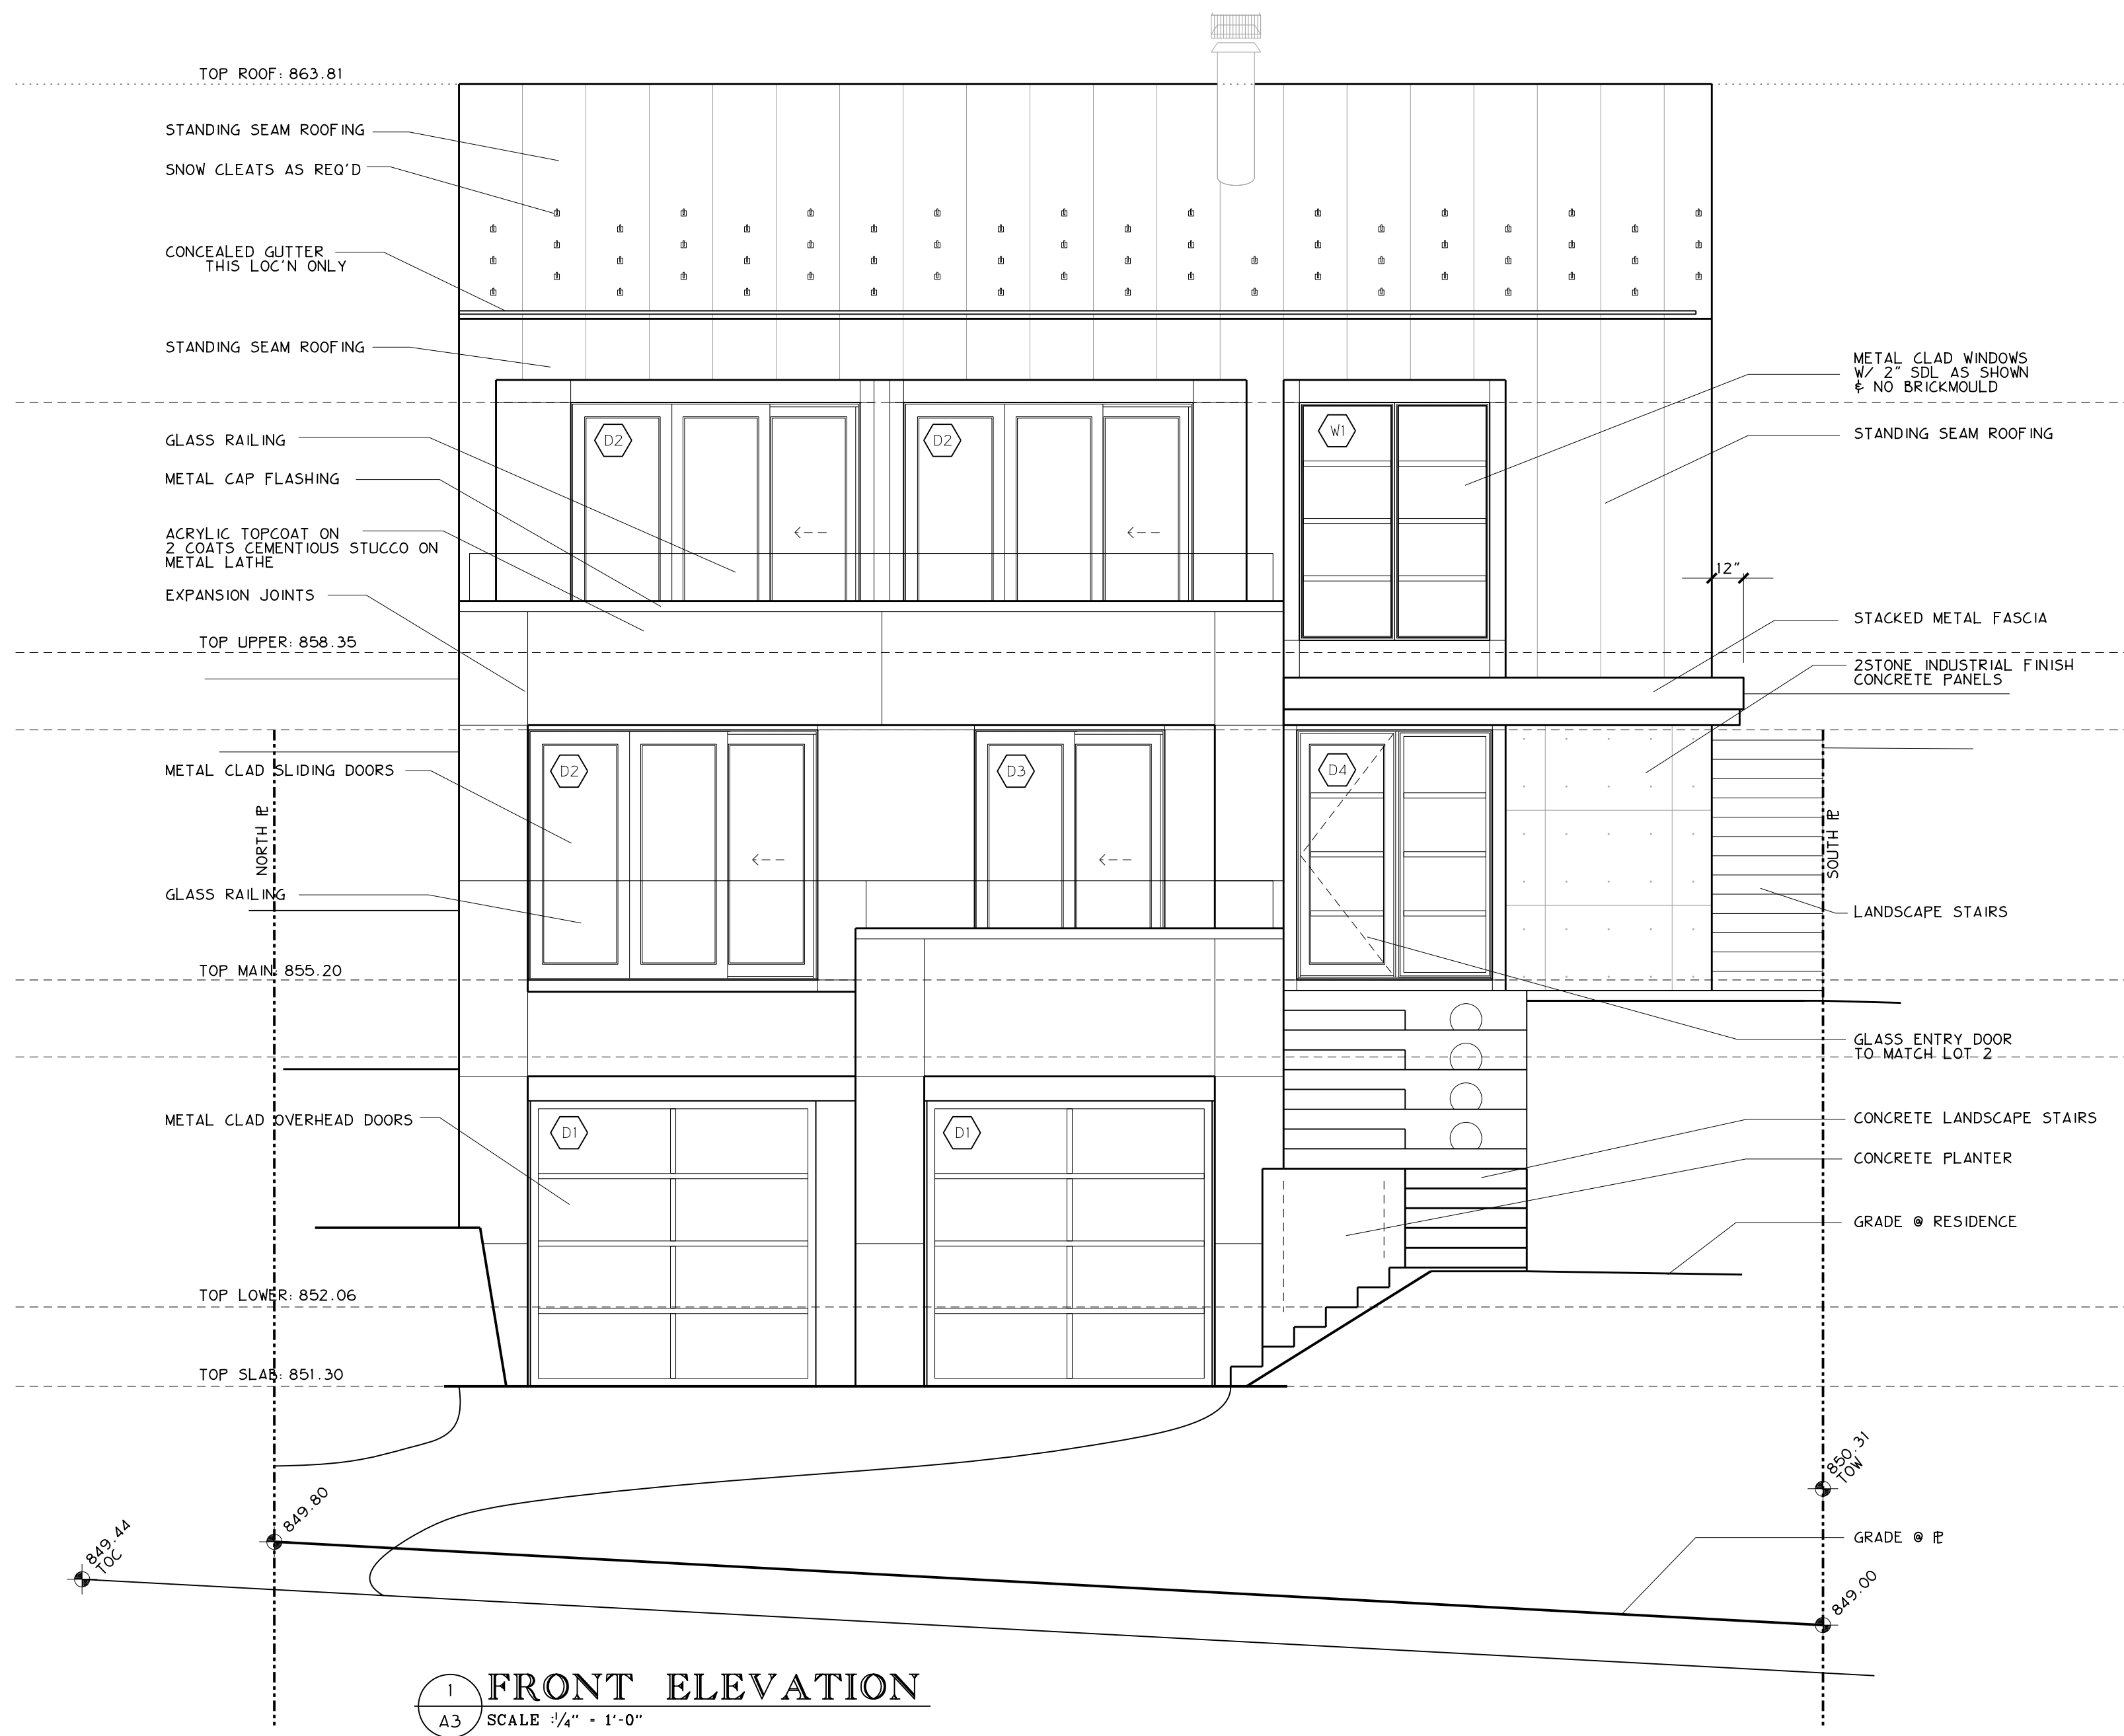 TOP ROOF: 863.81
STANDING SEAM ROOFING
SNOW CLEATS AS REQ'D
CONCEALED GUTTER
THIS LOC'N ONLY
STANDING SEAM ROOFING
GLASS RAILING
METAL CAP FLASHING
ACRYLIC TOPCOAT ON
2 COATS CEMENTIOUS STUCCO ON
METAL LATHE
EXPANSION JOINTS
TOP UPPER: 858.35
METAL CLAD SLIDING DOORS
NORTH PL
GLASS RAILING
TOP MAIN: 855.20
METAL CLAD OVERHEAD DOORS
TOP LOWER: 852.06
TOP SLAB: 851.30
D2
D2
W1
D2
D3
D4
D1
D1
METAL CLAD WINDOWS
W/ 2" SDL AS SHOWN
& NO BRICKMOULD
STANDING SEAM ROOFING
12"
STACKED METAL FASCIA
2STONE INDUSTRIAL FINISH
CONCRETE PANELS
SOUTH PL
LANDSCAPE STAIRS
GLASS ENTRY DOOR
TO MATCH LOT 2
CONCRETE LANDSCAPE STAIRS
CONCRETE PLANTER
GRADE @ RESIDENCE
850.31
TOW
GRADE @ PL
849.00
849.80
849.44
TOC
1
A3
FRONT ELEVATION
SCALE :1/4" = 1'-0"